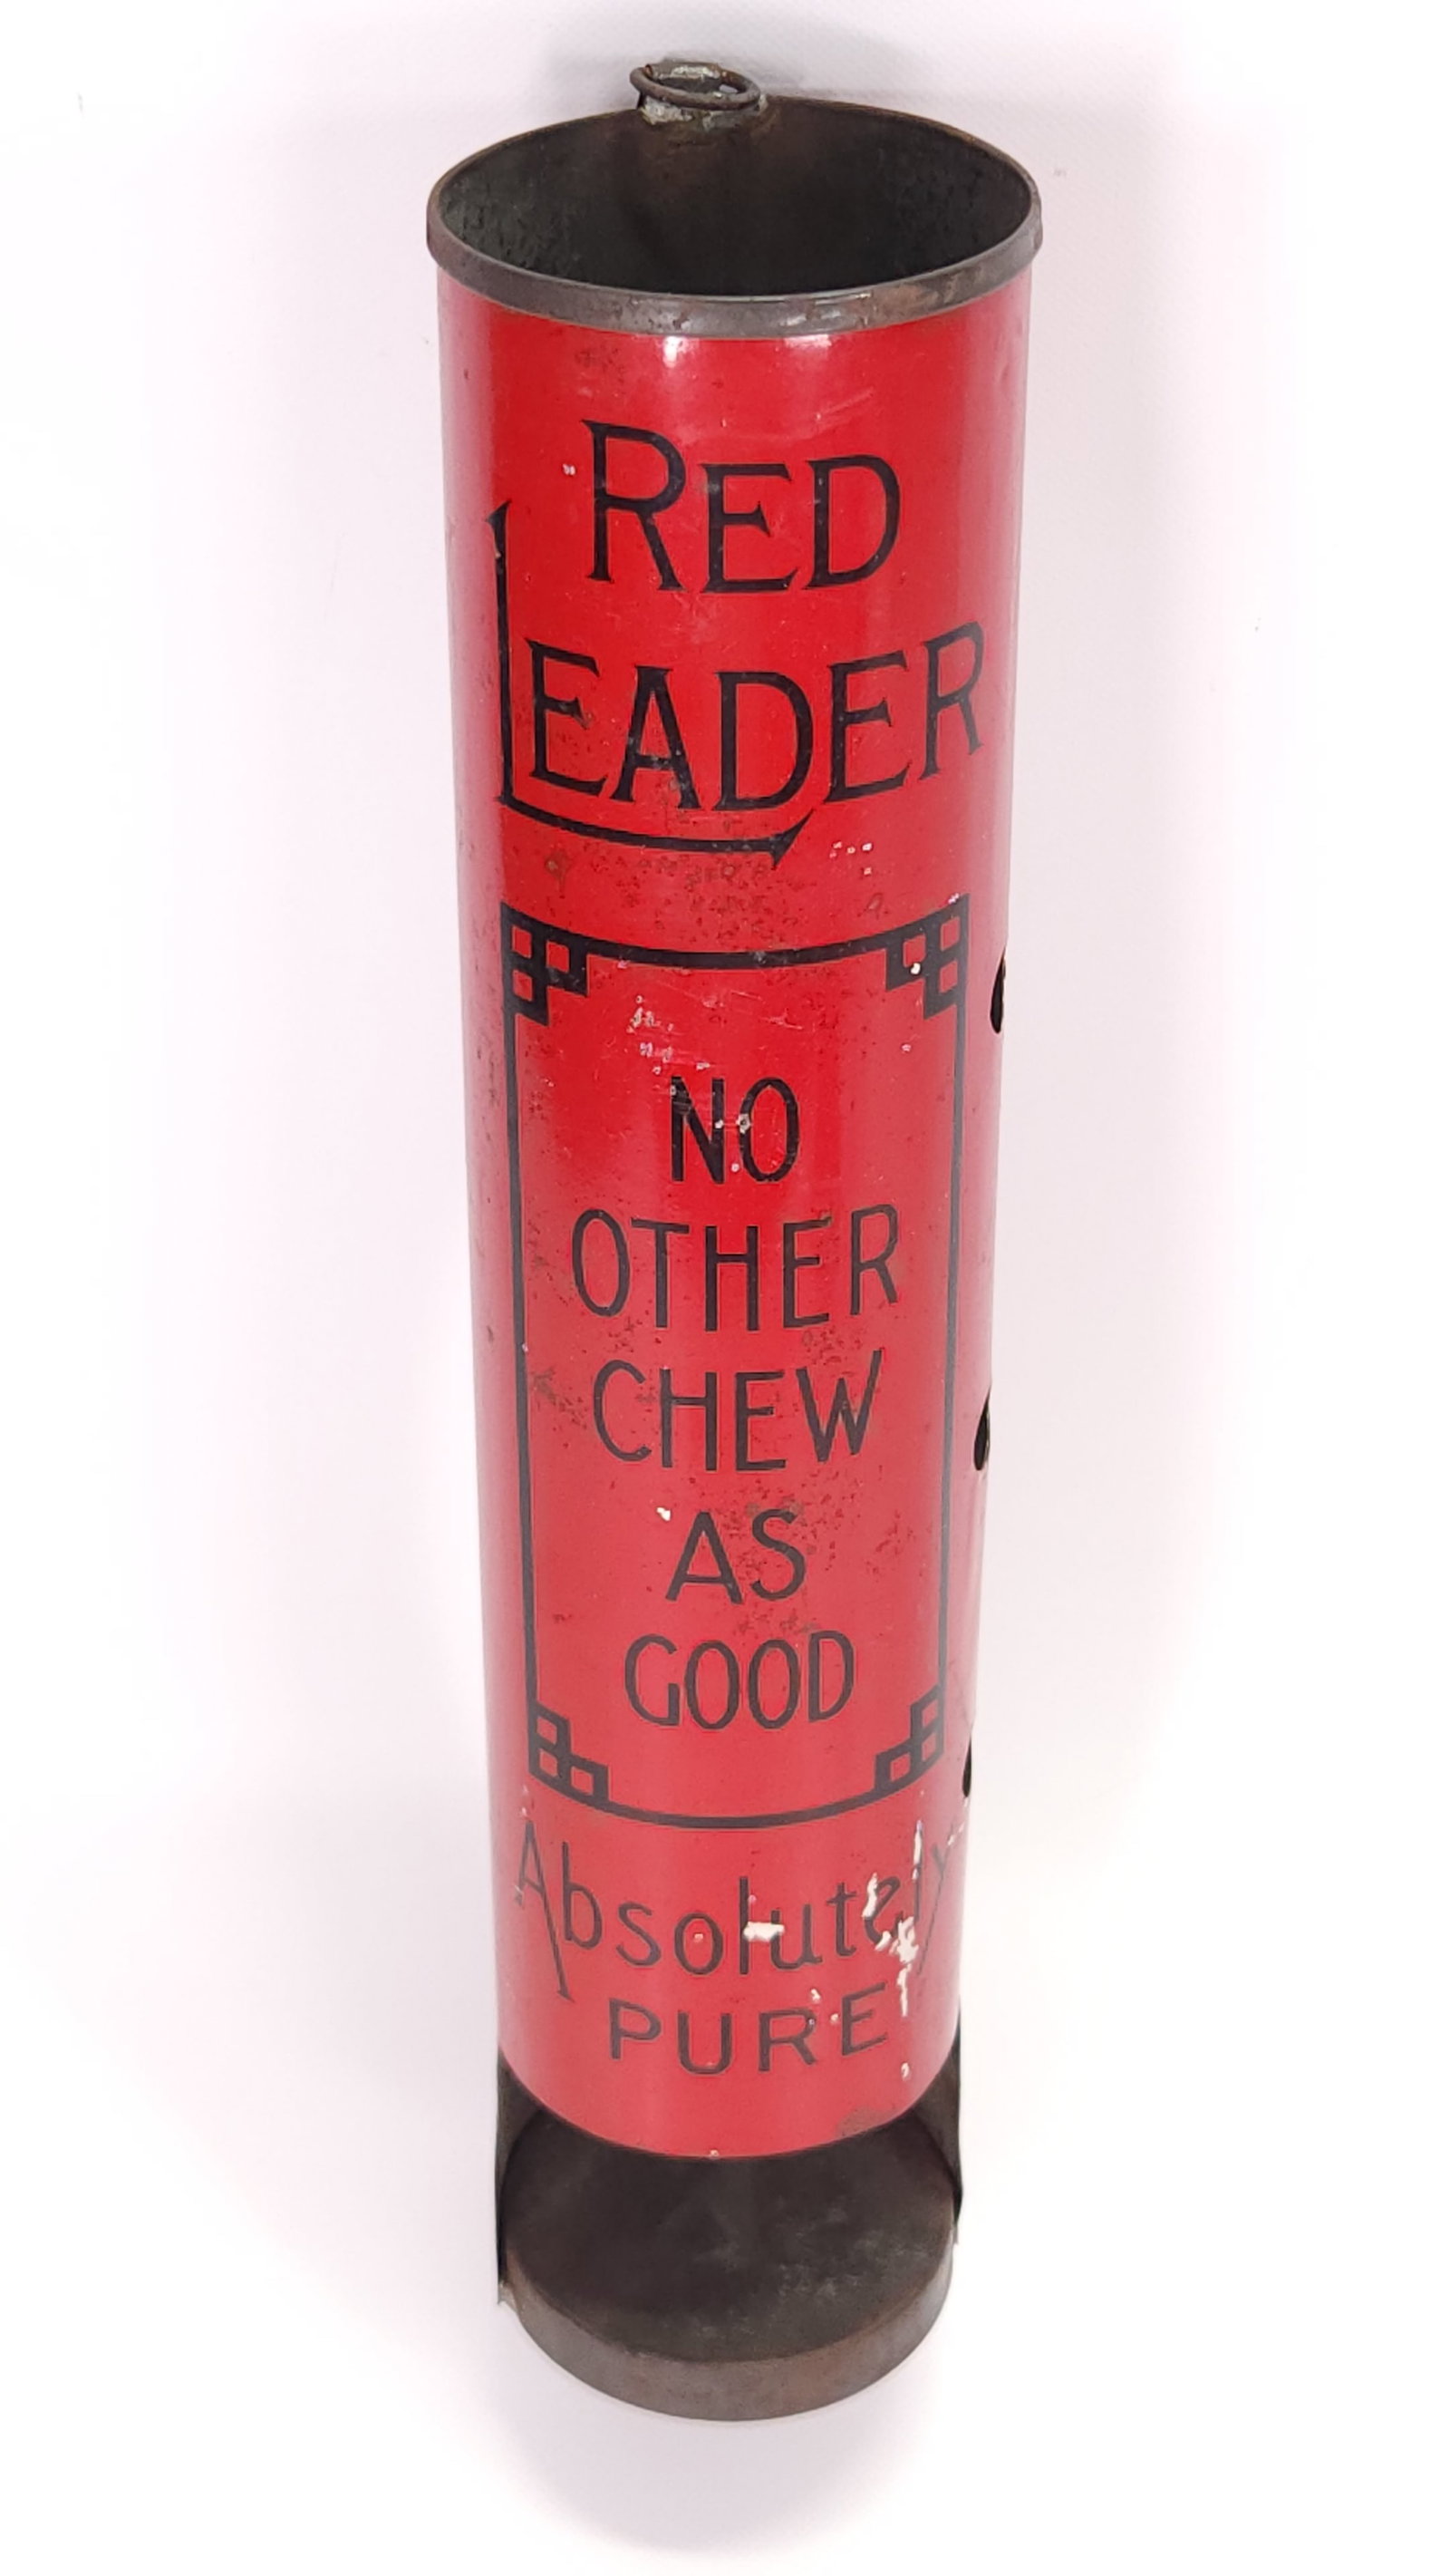 RED
LEADER
NO
OTHER
CHEW
AS
GOOD
Absolutely
PURE